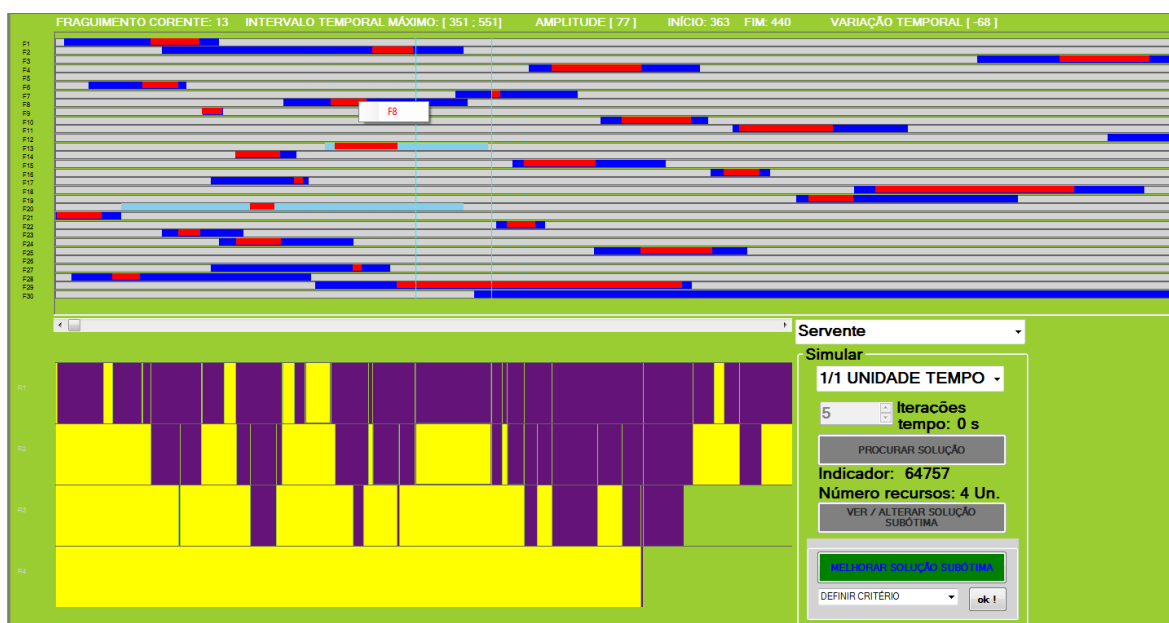 FRAGUIMENTO CORENTE: 13 INTERVALO TEMPORAL MÁXIMO: [ 351 ; 551] AMPLITUDE [ 77 ] INÍCIO: 363 FIM: 440 VARIAÇÃO TEMPORAL [ -68 ]
F1
F2
F3
F4
F5
F6
F7
F8
F8
F9
F10
F11
F12
F13
F14
F15
F16
F17
F18
F19
F20
F21
F22
F23
F24
F25
F26
F27
F28
F29
F30
Servente
Simular
1/1 UNIDADE TEMPO
5 Iterações
tempo: 0 s
PROCURAR SOLUÇÃO
Indicador: 64757
Número recursos: 4 Un.
VER / ALTERAR SOLUÇÃO
SUBÓTIMA
MELHORAR SOLUÇÃO SUBÓTIMA
DEFINIR CRITÉRIO ok !
R1
R2
R3
R4